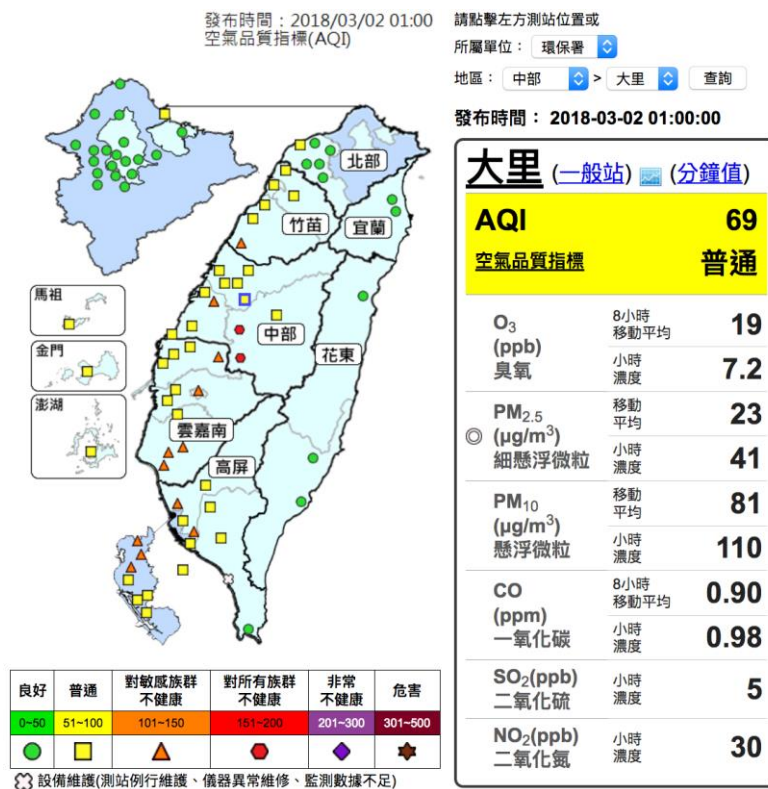 發布時間：2018/03/02 01:00
空氣品質指標(AQI)
北部
竹苗
宜蘭
馬祖
中部
金門
花東
澎湖
雲嘉南
高屏
良好
普通
對敏感族群
不健康
對所有族群
不健康
非常
不健康
危害
0~50
51~100
101~150
151~200
201~300
301~500
設備維護(測站例行維護、儀器異常維修、監測數據不足)
請點擊左方測站位置或
所屬單位： 環保署
地區： 中部 > 大里 查詢
發布時間： 2018-03-02 01:00:00
大里 (一般站) (分鐘值)
AQI 69
空氣品質指標 普通
O3
(ppb)
臭氧
8小時
移動平均
19
小時
濃度
7.2
PM2.5
(μg/m3)
細懸浮微粒
移動
平均
23
小時
濃度
41
PM10
(μg/m3)
懸浮微粒
移動
平均
81
小時
濃度
110
CO
(ppm)
一氧化碳
8小時
移動平均
0.90
小時
濃度
0.98
SO2(ppb)
二氧化硫
小時
濃度
5
NO2(ppb)
二氧化氮
小時
濃度
30